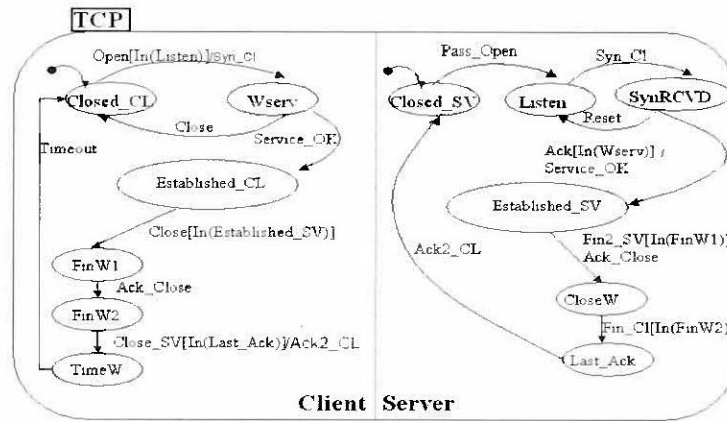 TCP
Open[In(Listen)]/Syn_Cl
Closed_CL
Wserv
Close
Timeout
Service_OK
Established_CL
Close[In(Established_SV)]
FinW1
Ack_Close
FinW2
Close_SV[In(Last_Ack)]/Ack2_CL
TimeW
Client
Pass_Open
Syn_Cl
Closed_SV
Listen
SynRCVD
Reset
Ack[In(Wserv)] /
Service_OK
Established_SV
Ack2_CL
Fin2_SV[In(FinW1)]
Ack_Close
CloseW
Fin_Cl[In(FinW2)]
Last_Ack
Server